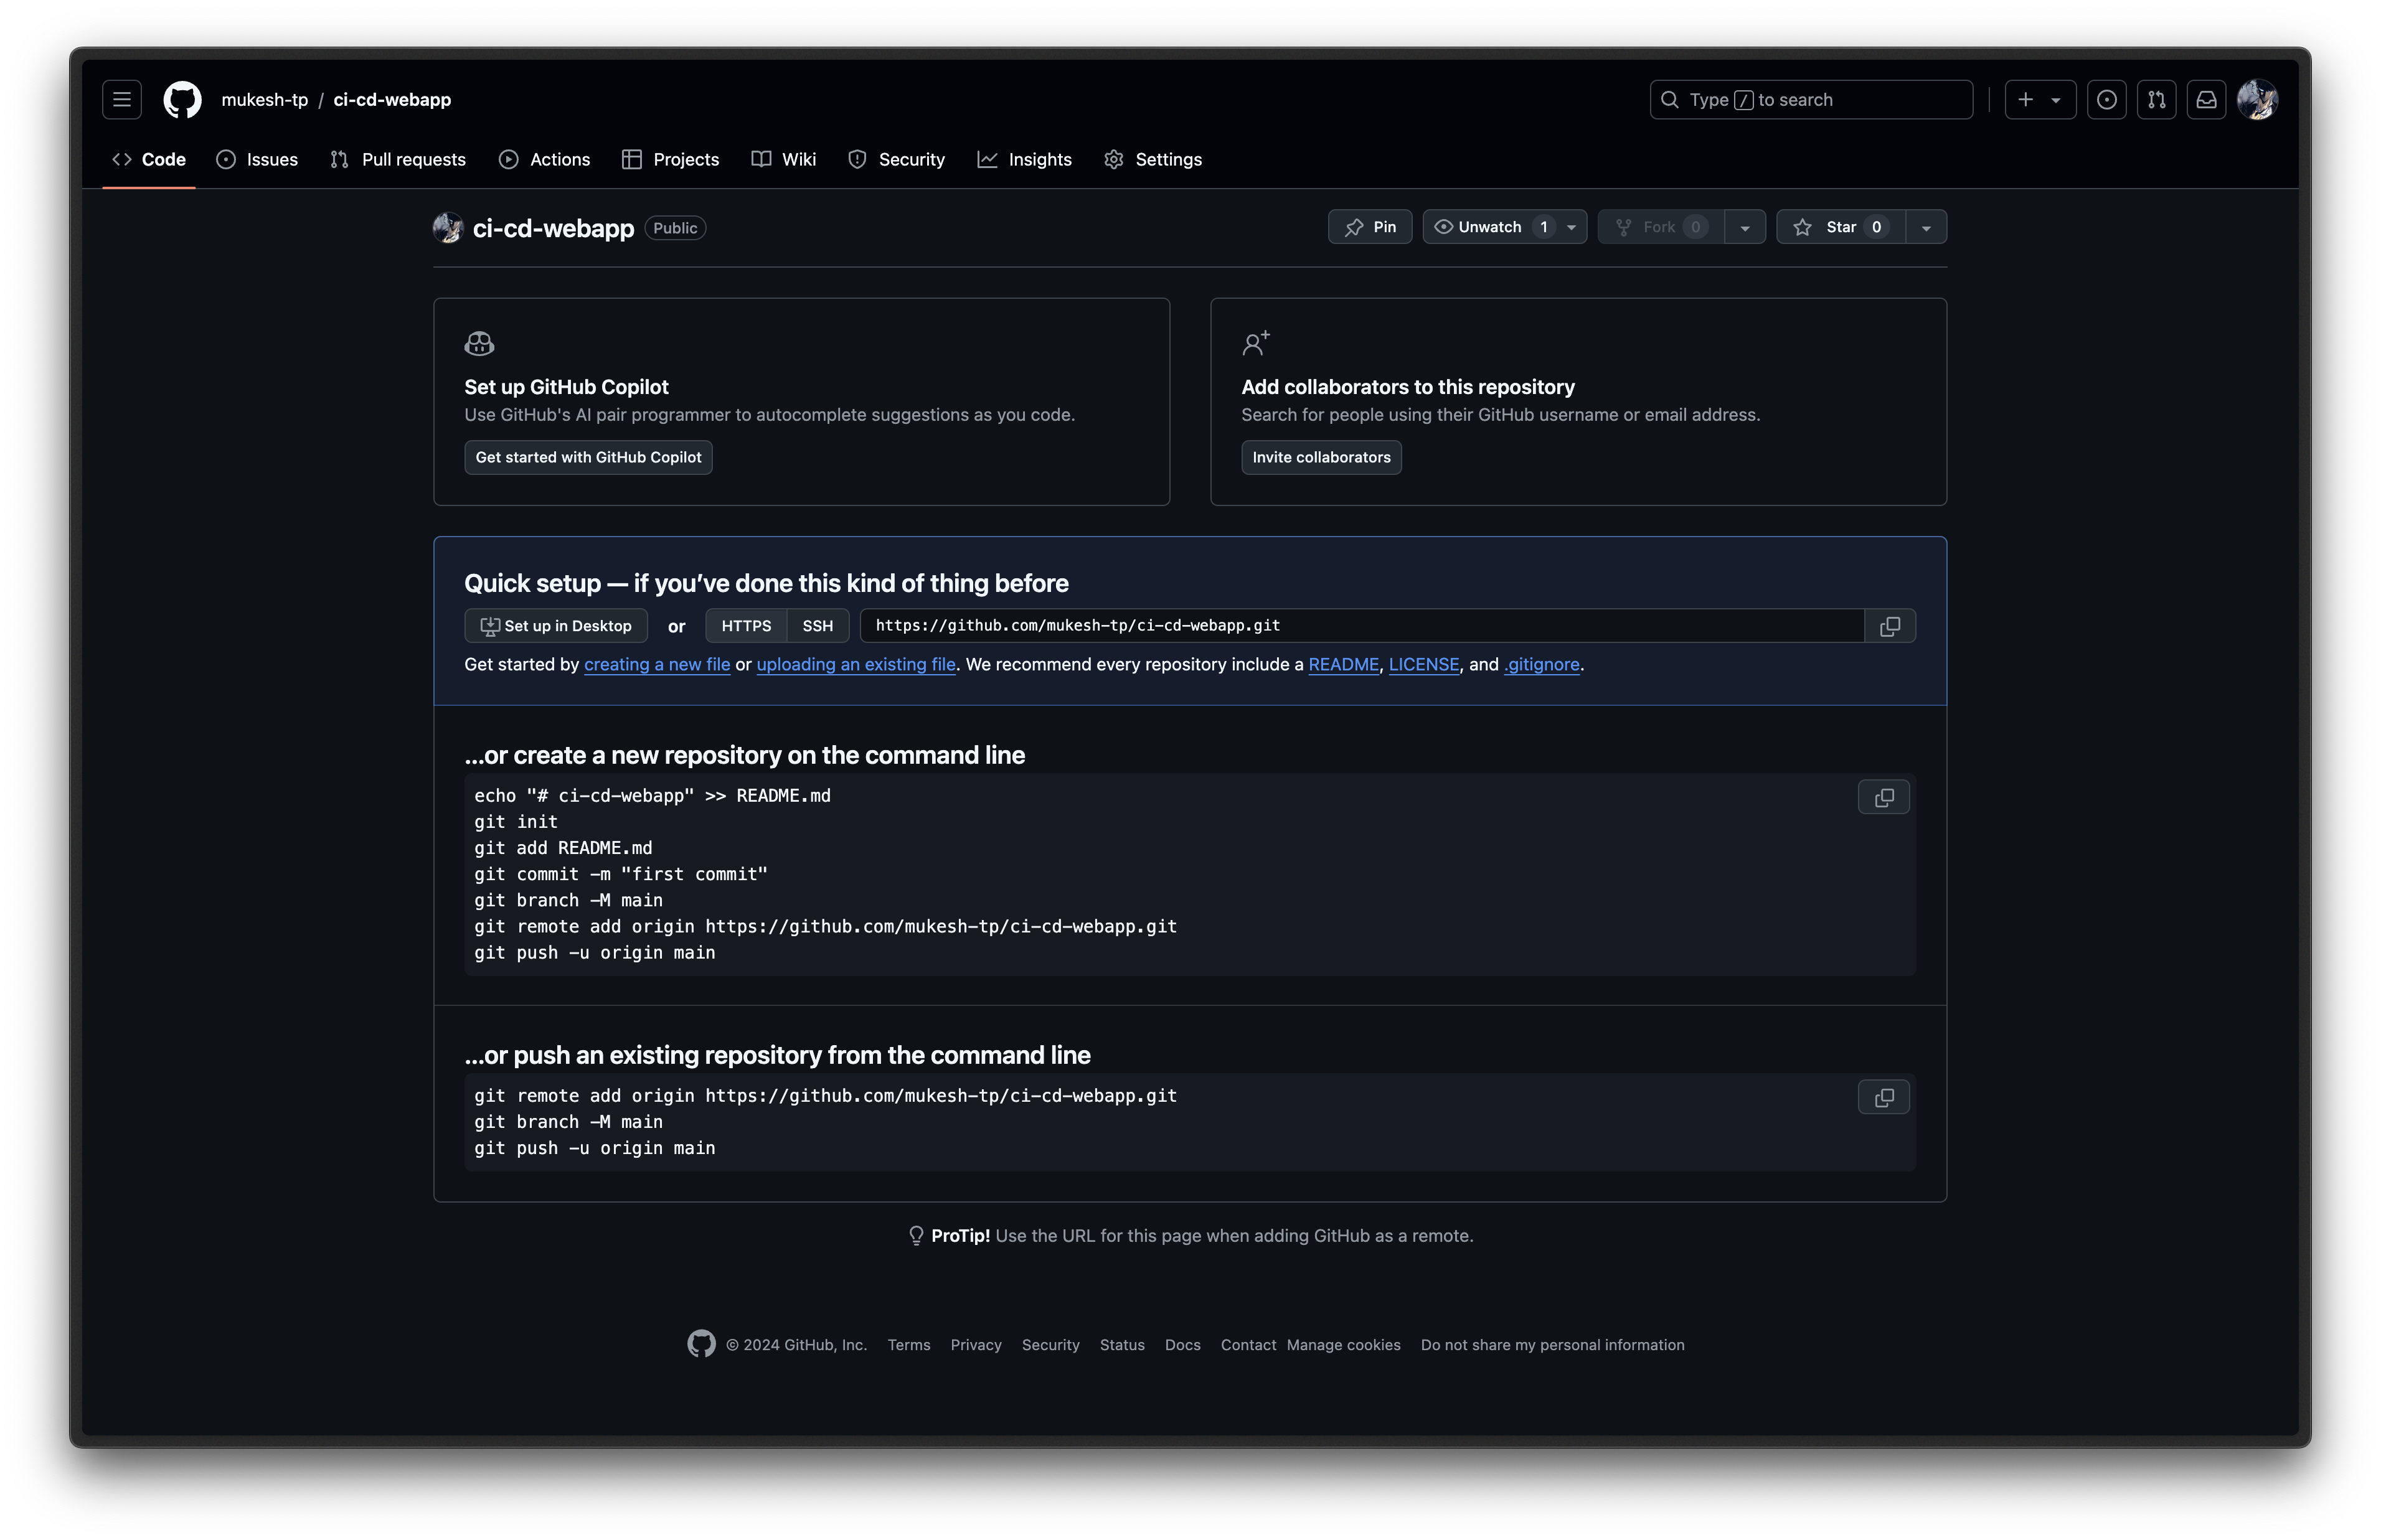 mukesh-tp / ci-cd-webapp
Type / to search
Code Issues Pull requests Actions Projects Wiki Security Insights Settings
ci-cd-webapp Public
Pin Unwatch 1 Fork 0 Star 0
Set up GitHub Copilot
Use GitHub's AI pair programmer to autocomplete suggestions as you code.
Get started with GitHub Copilot
Add collaborators to this repository
Search for people using their GitHub username or email address.
Invite collaborators
Quick setup — if you’ve done this kind of thing before
Set up in Desktop or HTTPS SSH https://github.com/mukesh-tp/ci-cd-webapp.git
Get started by creating a new file or uploading an existing file. We recommend every repository include a README, LICENSE, and .gitignore.
…or create a new repository on the command line
echo "# ci-cd-webapp" >> README.md
git init
git add README.md
git commit -m "first commit"
git branch -M main
git remote add origin https://github.com/mukesh-tp/ci-cd-webapp.git
git push -u origin main
…or push an existing repository from the command line
git remote add origin https://github.com/mukesh-tp/ci-cd-webapp.git
git branch -M main
git push -u origin main
ProTip! Use the URL for this page when adding GitHub as a remote.
© 2024 GitHub, Inc. Terms Privacy Security Status Docs Contact Manage cookies Do not share my personal information